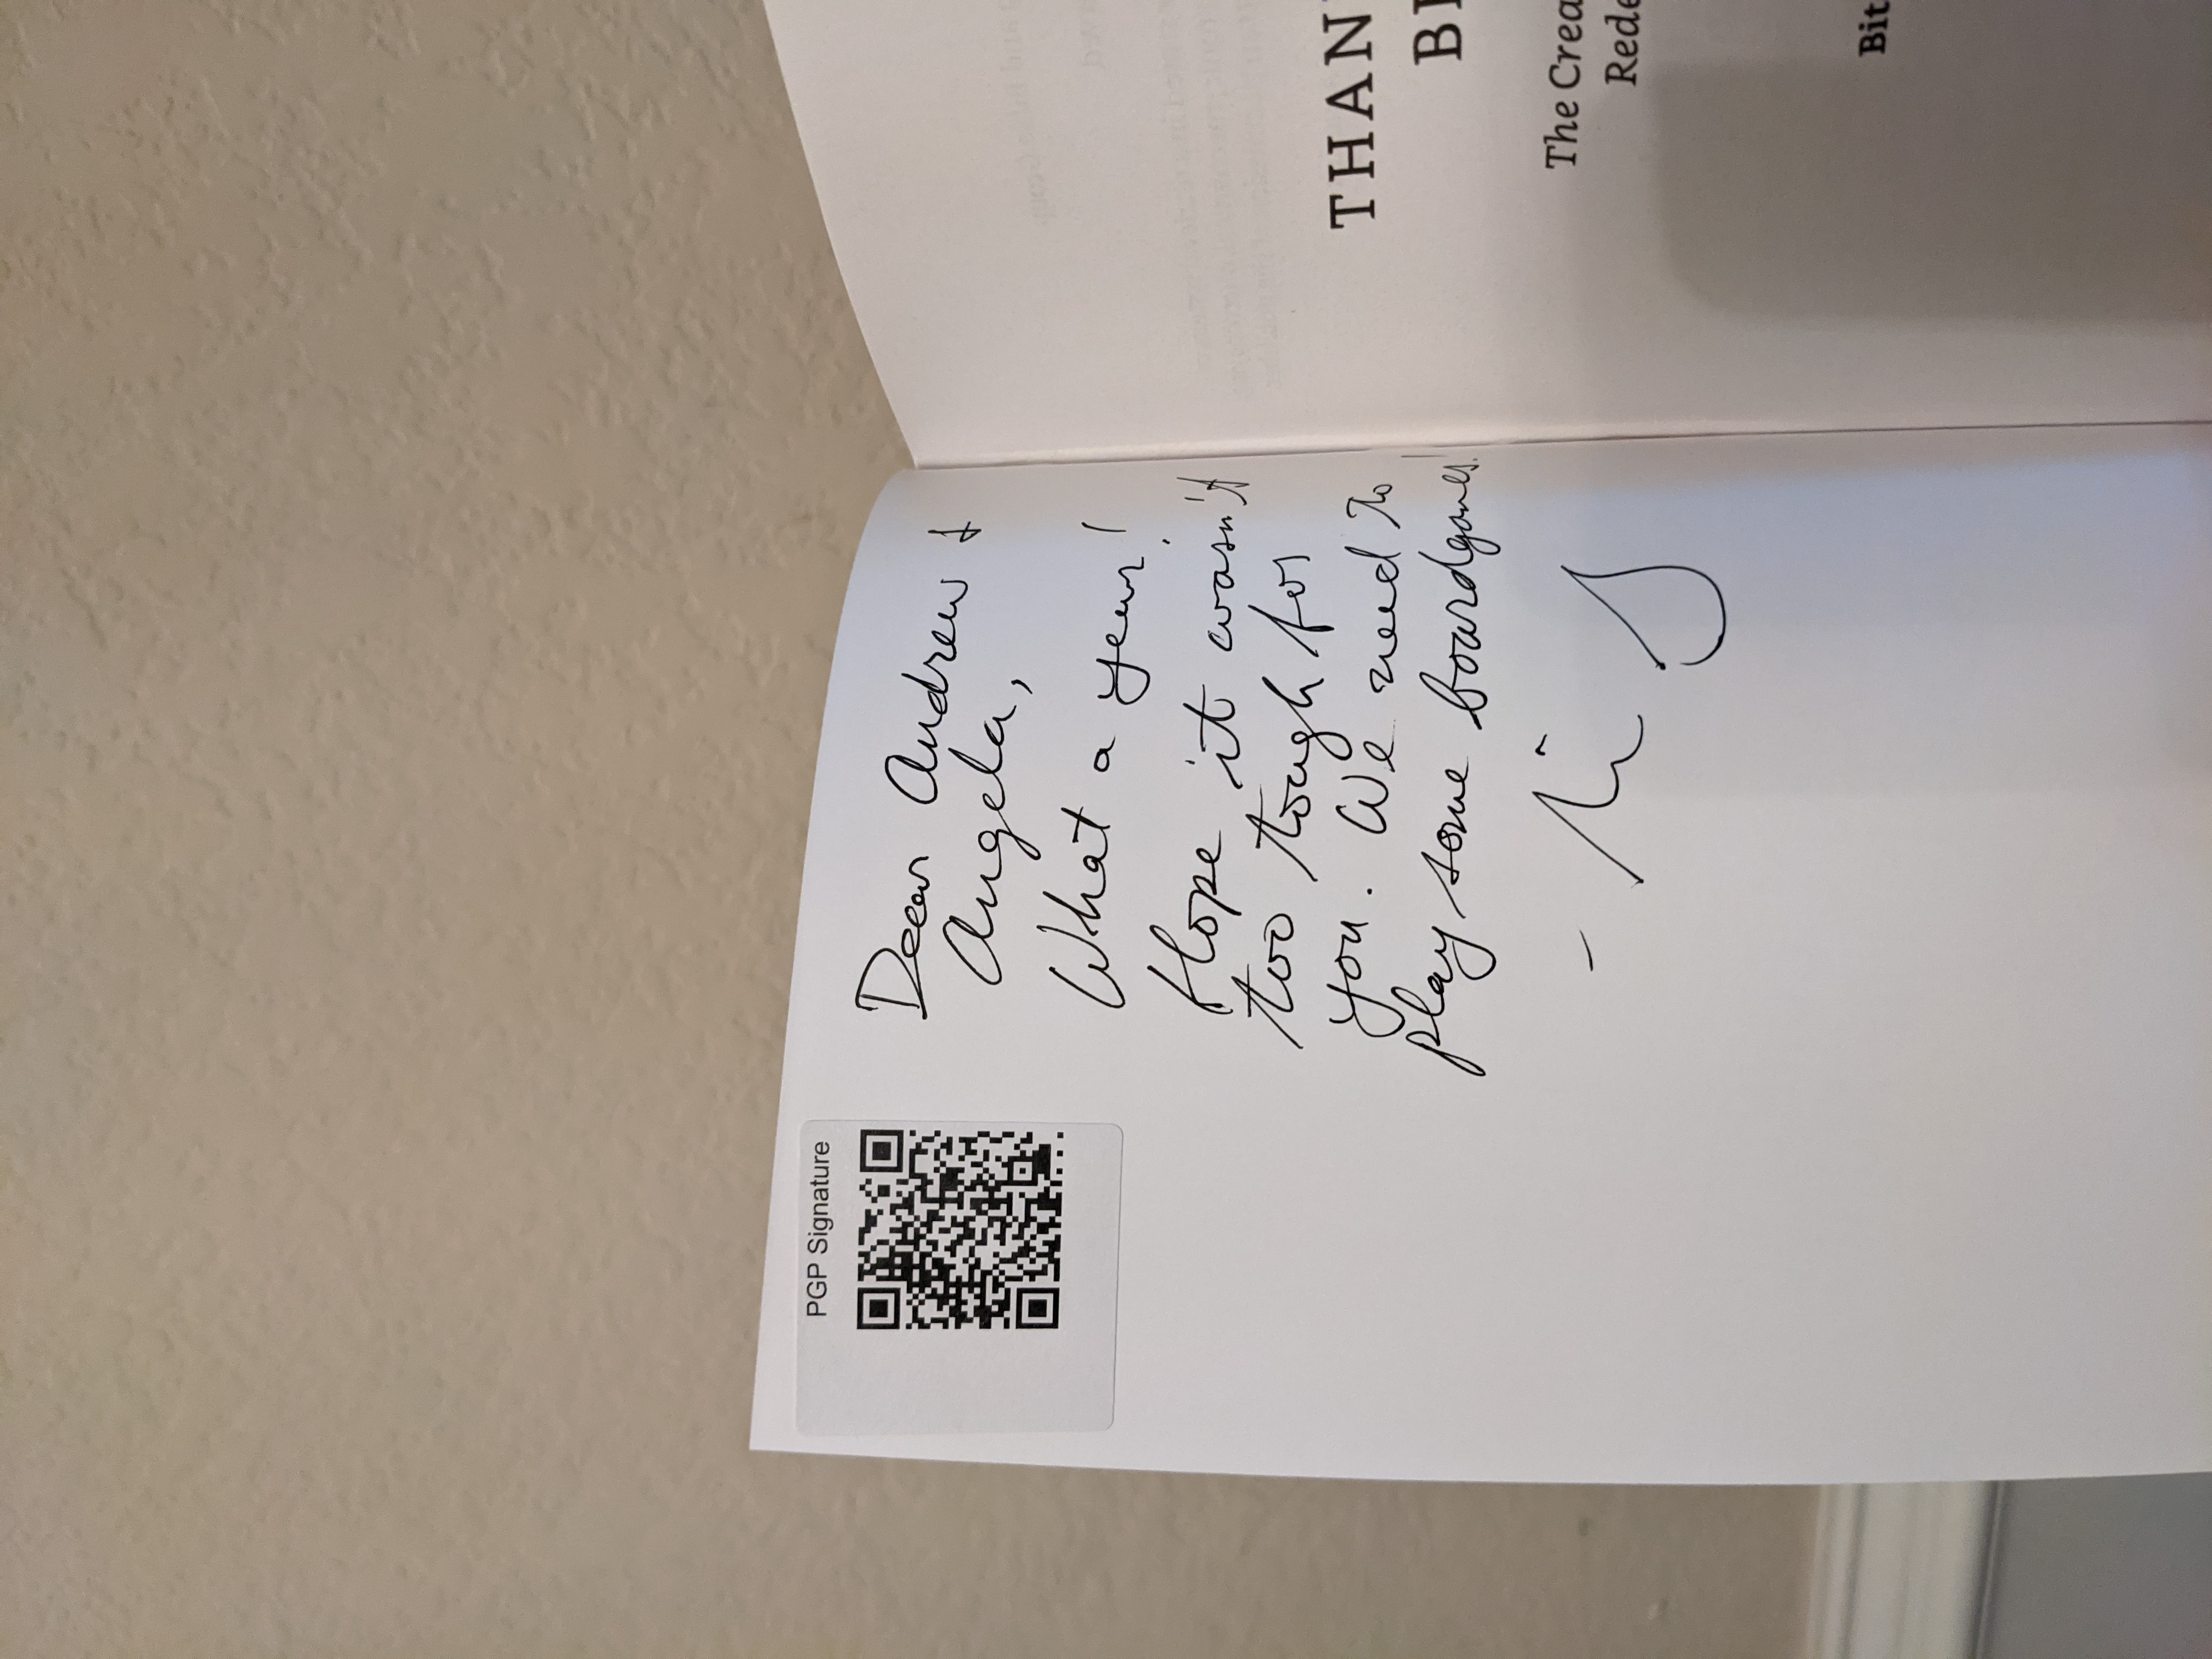 PGP Signature
Dear Andrew &
Angela,
What a year!
Hope it wasn't
too tough for
you. We need to
play some boardgames!
THAN
B
The Crea
Rede
Bit